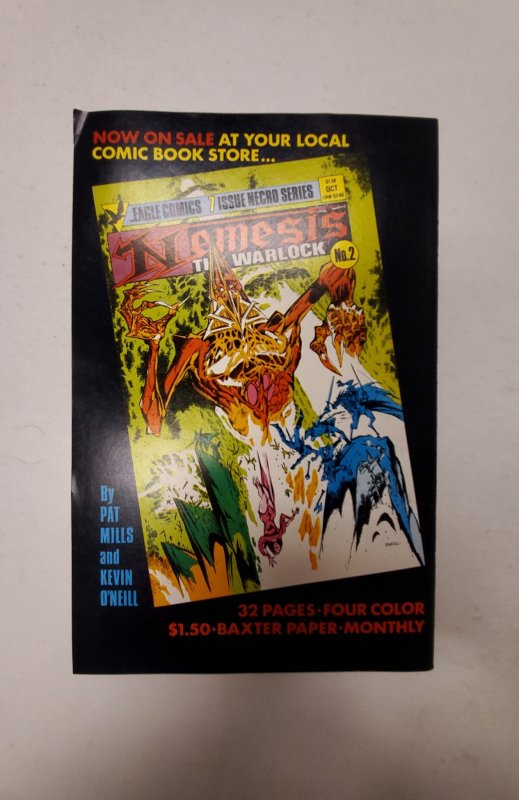 NOW ON SALE AT YOUR LOCAL
COMIC BOOK STORE...
EAGLE COMICS 7 ISSUE NECRO SERIES
$1.50
OCT
Nemesis
THE WARLOCK
No.2
By
PAT
MILLS
and
KEVIN
O'NEILL
O'NEILL
32 PAGES·FOUR COLOR
$1.50·BAXTER PAPER·MONTHLY